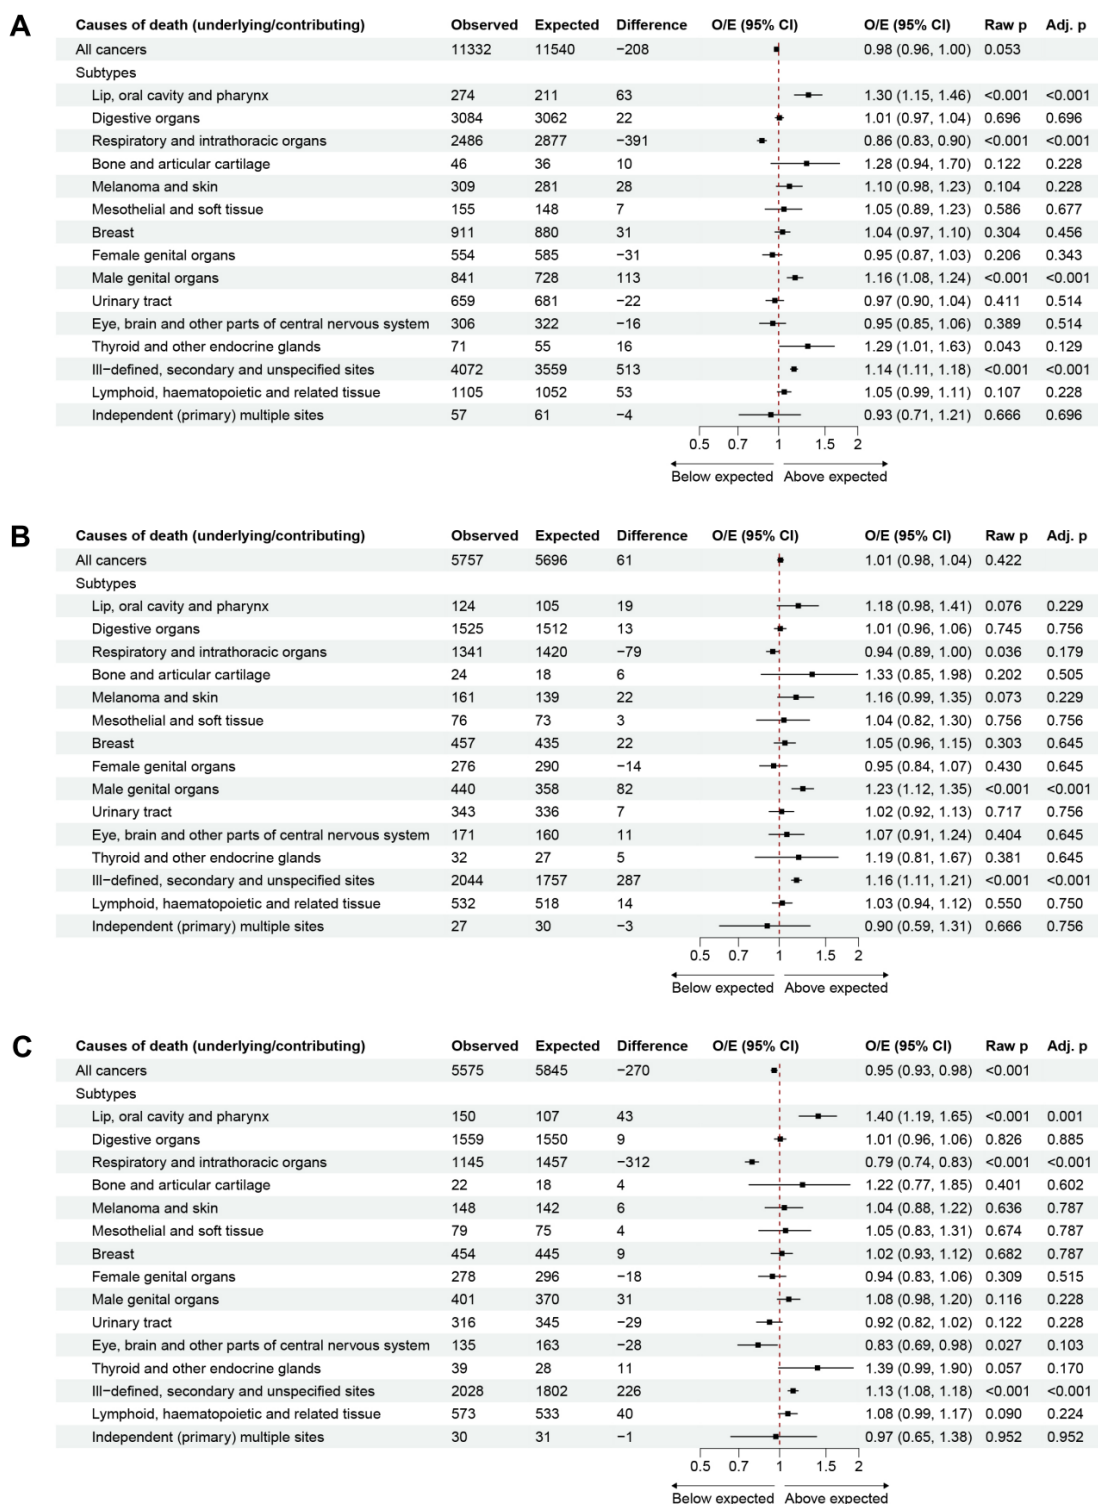 A
Causes of death (underlying/contributing) Observed Expected Difference O/E (95% CI) O/E (95% CI) Raw p Adj. p
All cancers 11332 11540 −208 0.98 (0.96, 1.00) 0.053
Subtypes
Lip, oral cavity and pharynx 274 211 63 1.30 (1.15, 1.46) <0.001 <0.001
Digestive organs 3084 3062 22 1.01 (0.97, 1.04) 0.696 0.696
Respiratory and intrathoracic organs 2486 2877 −391 0.86 (0.83, 0.90) <0.001 <0.001
Bone and articular cartilage 46 36 10 1.28 (0.94, 1.70) 0.122 0.228
Melanoma and skin 309 281 28 1.10 (0.98, 1.23) 0.104 0.228
Mesothelial and soft tissue 155 148 7 1.05 (0.89, 1.23) 0.586 0.677
Breast 911 880 31 1.04 (0.97, 1.10) 0.304 0.456
Female genital organs 554 585 −31 0.95 (0.87, 1.03) 0.206 0.343
Male genital organs 841 728 113 1.16 (1.08, 1.24) <0.001 <0.001
Urinary tract 659 681 −22 0.97 (0.90, 1.04) 0.411 0.514
Eye, brain and other parts of central nervous system 306 322 −16 0.95 (0.85, 1.06) 0.389 0.514
Thyroid and other endocrine glands 71 55 16 1.29 (1.01, 1.63) 0.043 0.129
Ill−defined, secondary and unspecified sites 4072 3559 513 1.14 (1.11, 1.18) <0.001 <0.001
Lymphoid, haematopoietic and related tissue 1105 1052 53 1.05 (0.99, 1.11) 0.107 0.228
Independent (primary) multiple sites 57 61 −4 0.93 (0.71, 1.21) 0.666 0.696
0.5 0.7 1 1.5 2
Below expected Above expected
B
Causes of death (underlying/contributing) Observed Expected Difference O/E (95% CI) O/E (95% CI) Raw p Adj. p
All cancers 5757 5696 61 1.01 (0.98, 1.04) 0.422
Subtypes
Lip, oral cavity and pharynx 124 105 19 1.18 (0.98, 1.41) 0.076 0.229
Digestive organs 1525 1512 13 1.01 (0.96, 1.06) 0.745 0.756
Respiratory and intrathoracic organs 1341 1420 −79 0.94 (0.89, 1.00) 0.036 0.179
Bone and articular cartilage 24 18 6 1.33 (0.85, 1.98) 0.202 0.505
Melanoma and skin 161 139 22 1.16 (0.99, 1.35) 0.073 0.229
Mesothelial and soft tissue 76 73 3 1.04 (0.82, 1.30) 0.756 0.756
Breast 457 435 22 1.05 (0.96, 1.15) 0.303 0.645
Female genital organs 276 290 −14 0.95 (0.84, 1.07) 0.430 0.645
Male genital organs 440 358 82 1.23 (1.12, 1.35) <0.001 <0.001
Urinary tract 343 336 7 1.02 (0.92, 1.13) 0.717 0.756
Eye, brain and other parts of central nervous system 171 160 11 1.07 (0.91, 1.24) 0.404 0.645
Thyroid and other endocrine glands 32 27 5 1.19 (0.81, 1.67) 0.381 0.645
Ill−defined, secondary and unspecified sites 2044 1757 287 1.16 (1.11, 1.21) <0.001 <0.001
Lymphoid, haematopoietic and related tissue 532 518 14 1.03 (0.94, 1.12) 0.550 0.750
Independent (primary) multiple sites 27 30 −3 0.90 (0.59, 1.31) 0.666 0.756
0.5 0.7 1 1.5 2
Below expected Above expected
C
Causes of death (underlying/contributing) Observed Expected Difference O/E (95% CI) O/E (95% CI) Raw p Adj. p
All cancers 5575 5845 −270 0.95 (0.93, 0.98) <0.001
Subtypes
Lip, oral cavity and pharynx 150 107 43 1.40 (1.19, 1.65) <0.001 0.001
Digestive organs 1559 1550 9 1.01 (0.96, 1.06) 0.826 0.885
Respiratory and intrathoracic organs 1145 1457 −312 0.79 (0.74, 0.83) <0.001 <0.001
Bone and articular cartilage 22 18 4 1.22 (0.77, 1.85) 0.401 0.602
Melanoma and skin 148 142 6 1.04 (0.88, 1.22) 0.636 0.787
Mesothelial and soft tissue 79 75 4 1.05 (0.83, 1.31) 0.674 0.787
Breast 454 445 9 1.02 (0.93, 1.12) 0.682 0.787
Female genital organs 278 296 −18 0.94 (0.83, 1.06) 0.309 0.515
Male genital organs 401 370 31 1.08 (0.98, 1.20) 0.116 0.228
Urinary tract 316 345 −29 0.92 (0.82, 1.02) 0.122 0.228
Eye, brain and other parts of central nervous system 135 163 −28 0.83 (0.69, 0.98) 0.027 0.103
Thyroid and other endocrine glands 39 28 11 1.39 (0.99, 1.90) 0.057 0.170
Ill−defined, secondary and unspecified sites 2028 1802 226 1.13 (1.08, 1.18) <0.001 <0.001
Lymphoid, haematopoietic and related tissue 573 533 40 1.08 (0.99, 1.17) 0.090 0.224
Independent (primary) multiple sites 30 31 −1 0.97 (0.65, 1.38) 0.952 0.952
0.5 0.7 1 1.5 2
Below expected Above expected